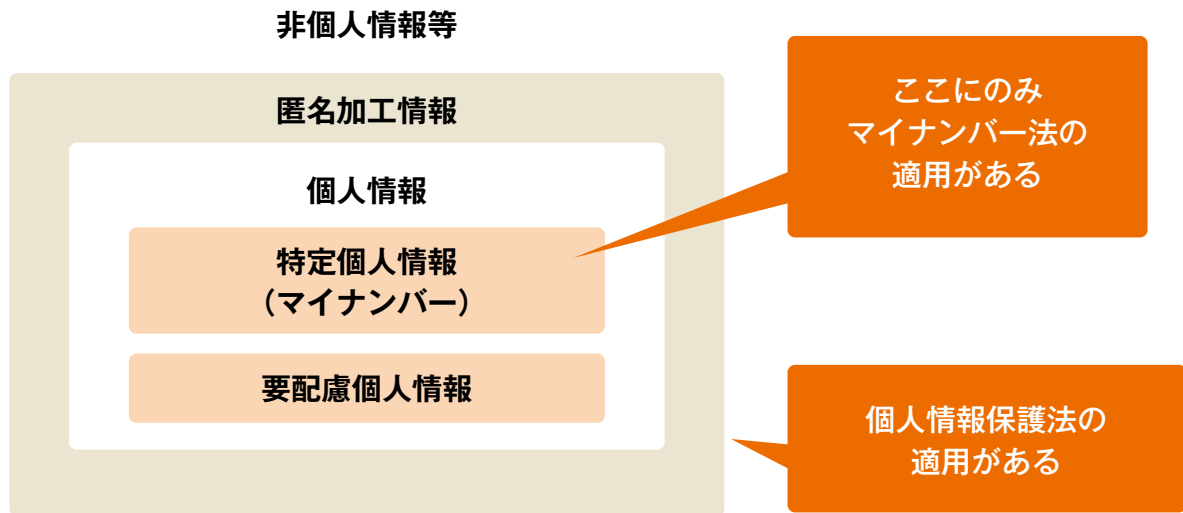 非個人情報等
匿名加工情報
個人情報
特定個人情報
（マイナンバー）
要配慮個人情報
ここにのみ
マイナンバー法の
適用がある
個人情報保護法の
適用がある